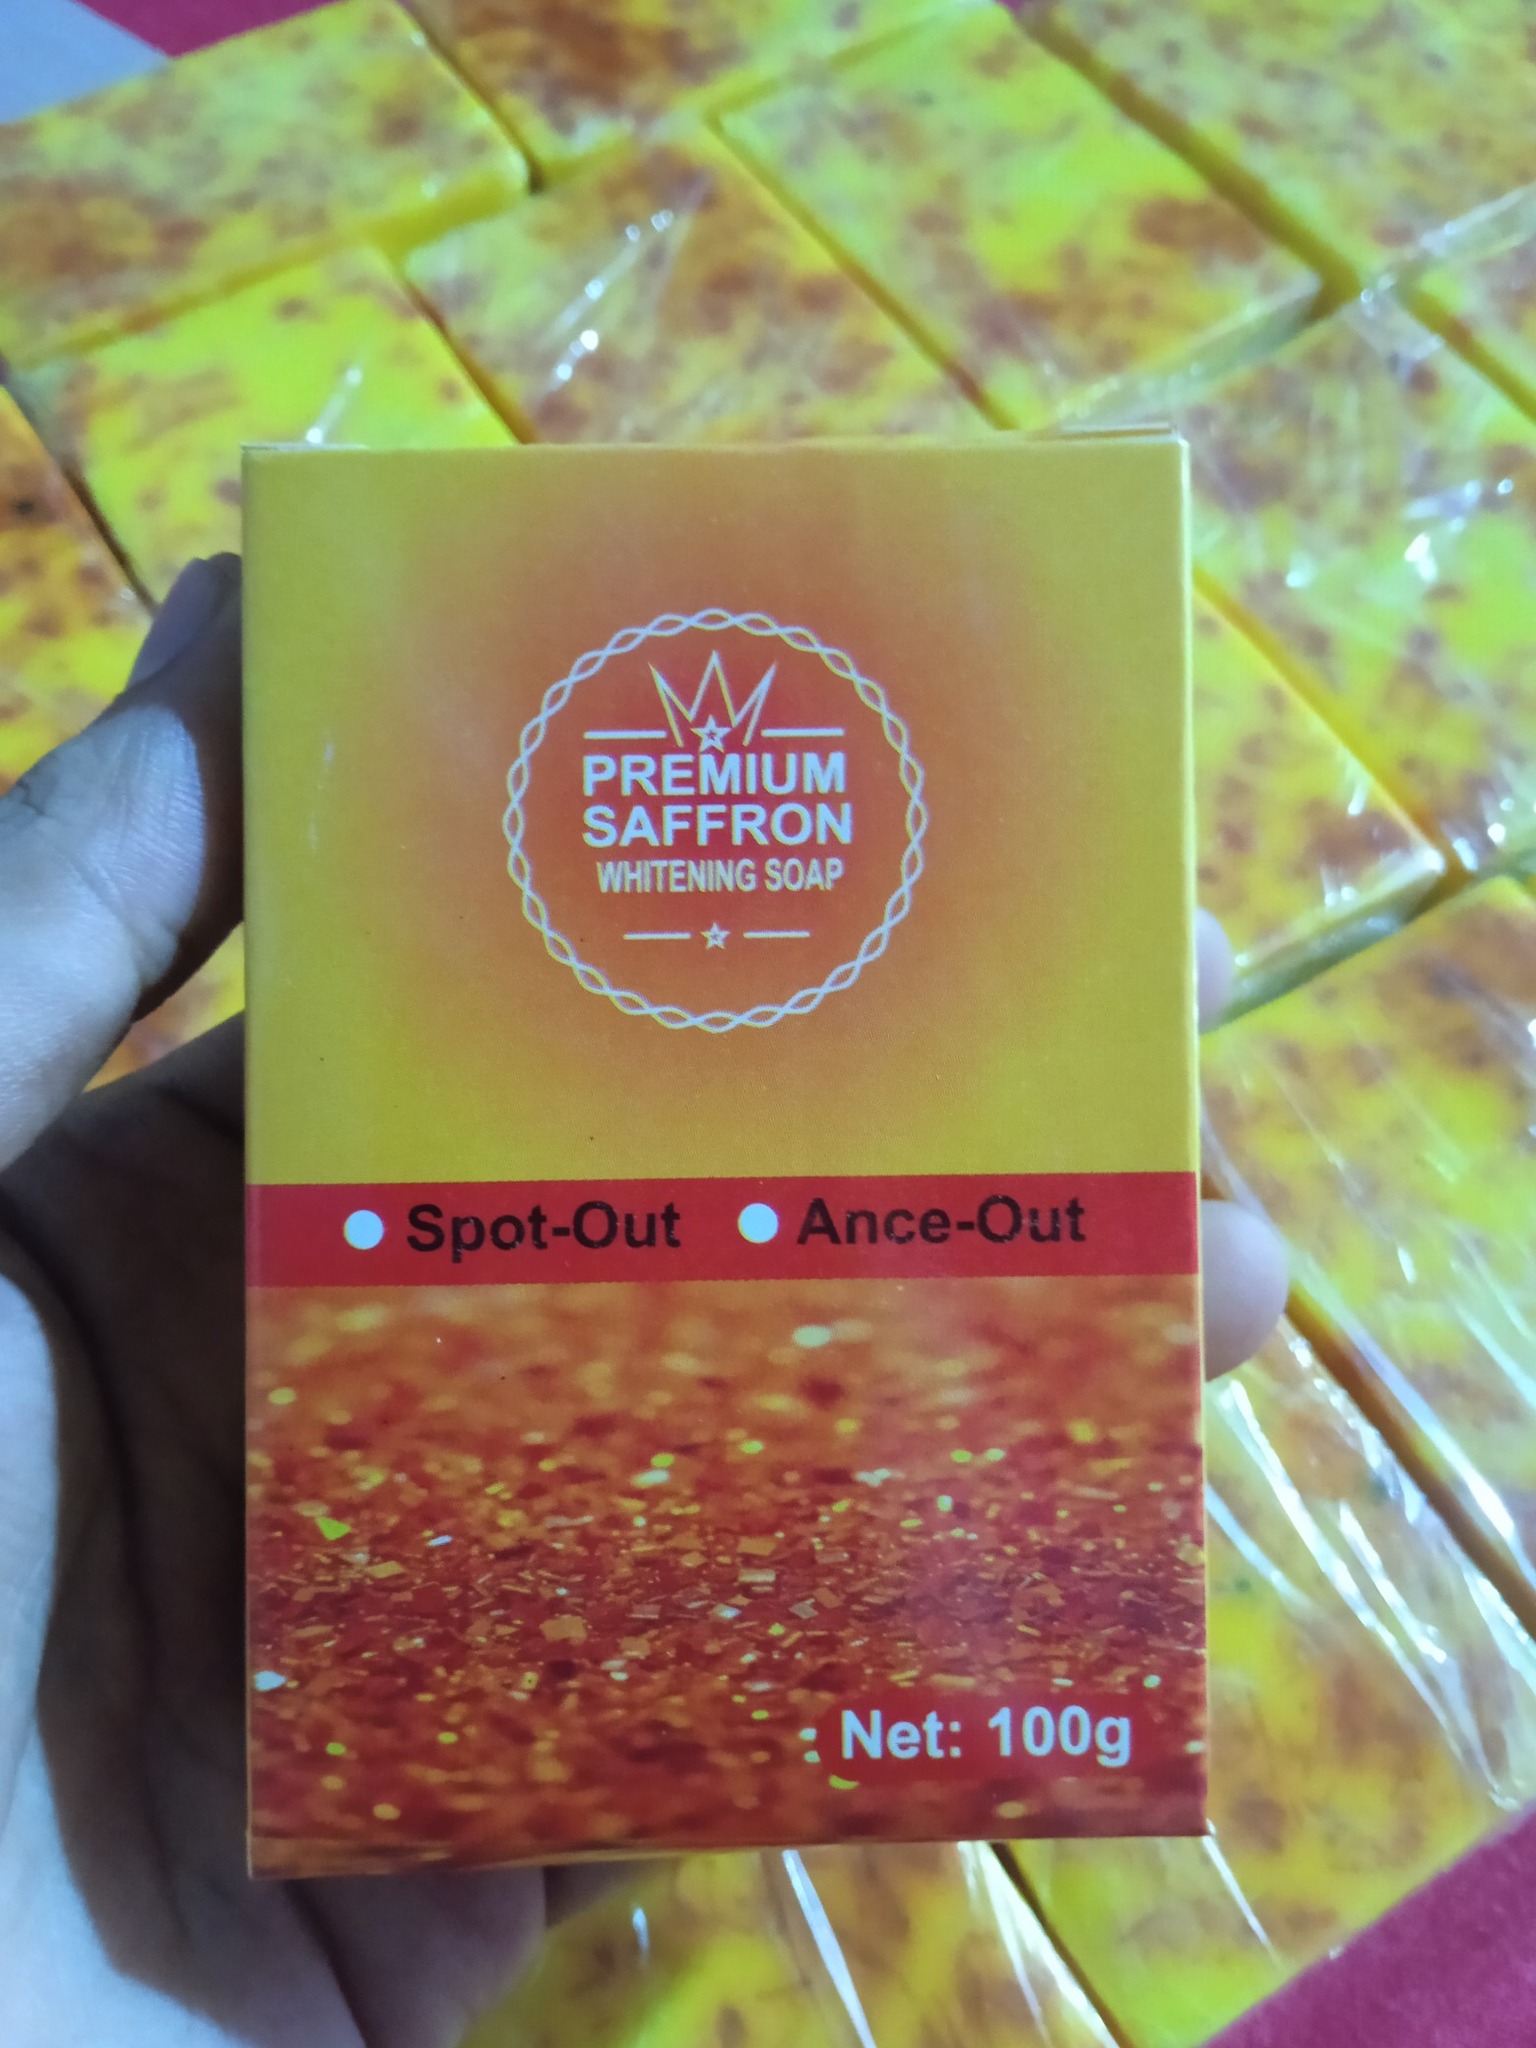 PREMIUM
SAFFRON
WHITENING SOAP
Spot-Out Ance-Out
Net: 100g